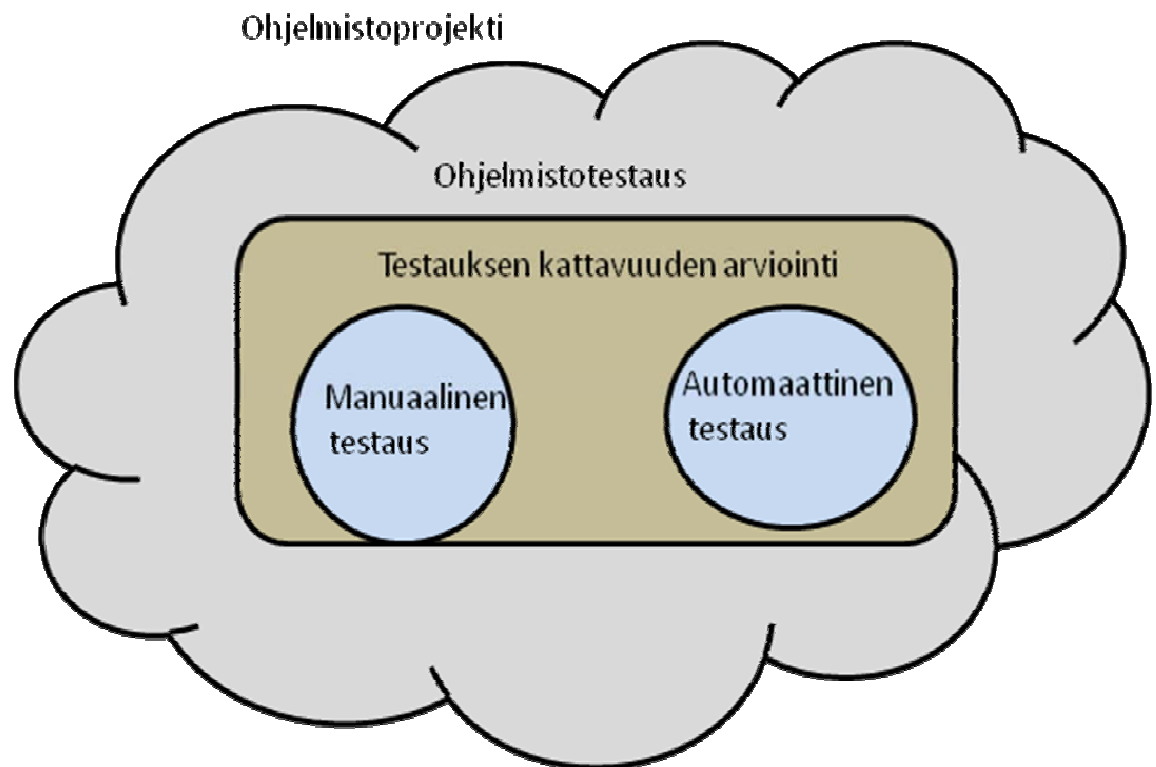 Ohjelmistoprojekti
Ohjelmistotestaus
Testauksen kattavuuden arviointi
Manuaalinen
testaus
Automaattinen
testaus